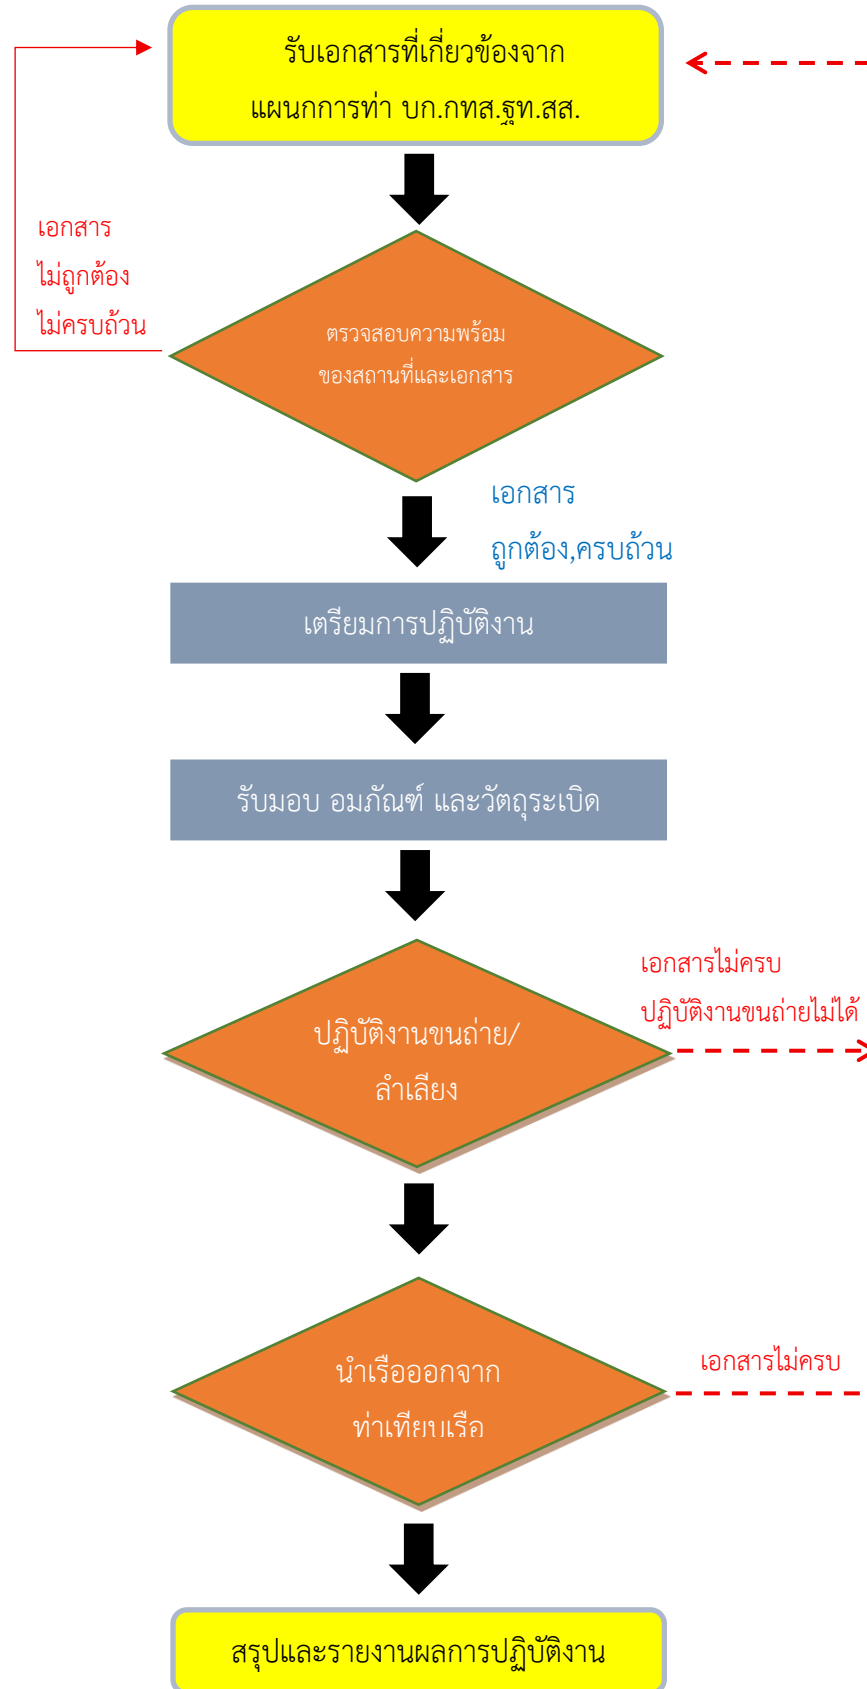 รับเอกสารที่เกี่ยวข้องจาก
แผนกการท่า บก.กทส.ฐท.สส.
เอกสาร
ไม่ถูกต้อง
ไม่ครบถ้วน
ตรวจสอบความพร้อม
ของสถานที่และเอกสาร
เอกสาร
ถูกต้อง,ครบถ้วน
เตรียมการปฏิบัติงาน
รับมอบ อมภัณฑ์ และวัตถุระเบิด
เอกสารไม่ครบ
ปฏิบัติงานขนถ่ายไม่ได้
ปฏิบัติงานขนถ่าย/
ลำเลียง
นำเรือออกจาก
ท่าเทียบเรือ
เอกสารไม่ครบ
สรุปและรายงานผลการปฏิบัติงาน